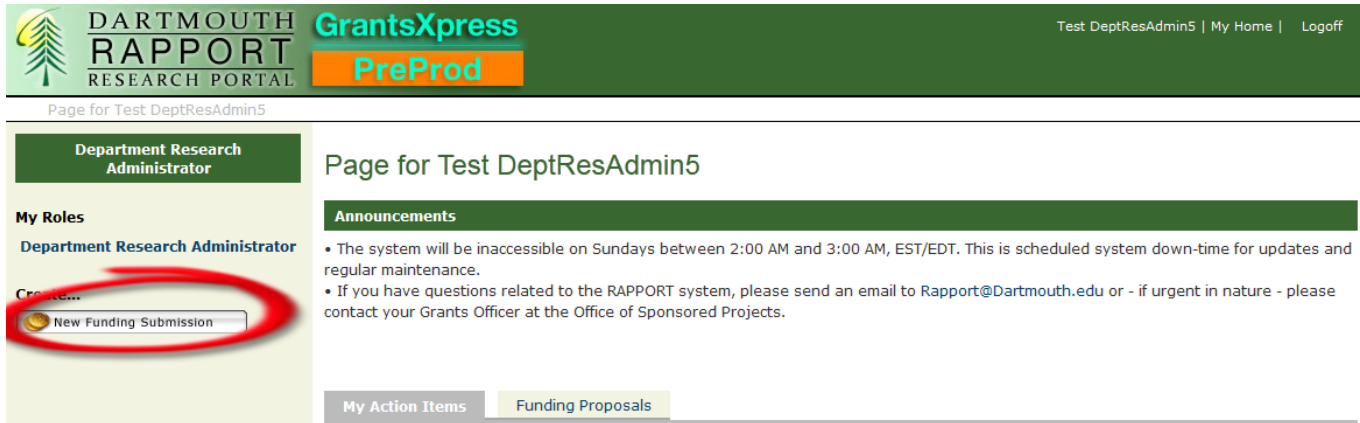 DARTMOUTH
RAPPORT
RESEARCH PORTAL
GrantsXpress
PreProd
Test DeptResAdmin5 | My Home | Logoff
Page for Test DeptResAdmin5
Department Research
Administrator
My Roles
Department Research Administrator
New Funding Submission
Page for Test DeptResAdmin5
Announcements
• The system will be inaccessible on Sundays between 2:00 AM and 3:00 AM, EST/EDT. This is scheduled system down-time for updates and
regular maintenance.
• If you have questions related to the RAPPORT system, please send an email to Rapport@Dartmouth.edu or - if urgent in nature - please
contact your Grants Officer at the Office of Sponsored Projects.
My Action Items
Funding Proposals